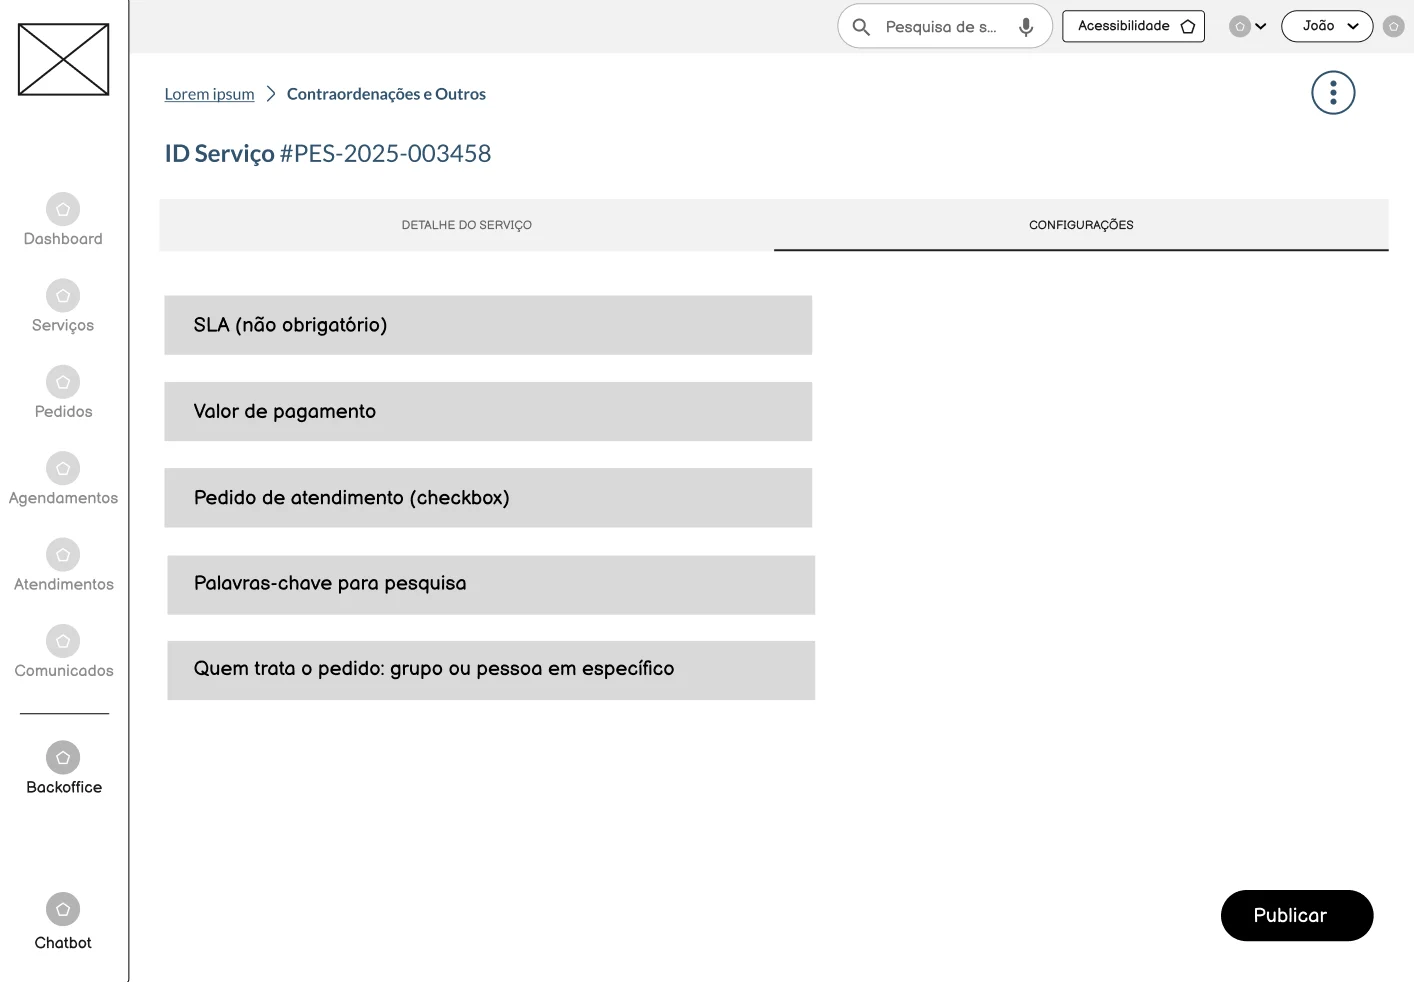 Pesquisa de s...
Acessibilidade
João
Lorem ipsum
Contraordenações e Outros
ID Serviço #PES-2025-003458
DETALHE DO SERVIÇO
CONFIGURAÇÕES
Dashboard
Serviços
Pedidos
Agendamentos
Atendimentos
Comunicados
Backoffice
Chatbot
SLA (não obrigatório)
Valor de pagamento
Pedido de atendimento (checkbox)
Palavras-chave para pesquisa
Quem trata o pedido: grupo ou pessoa em específico
Publicar